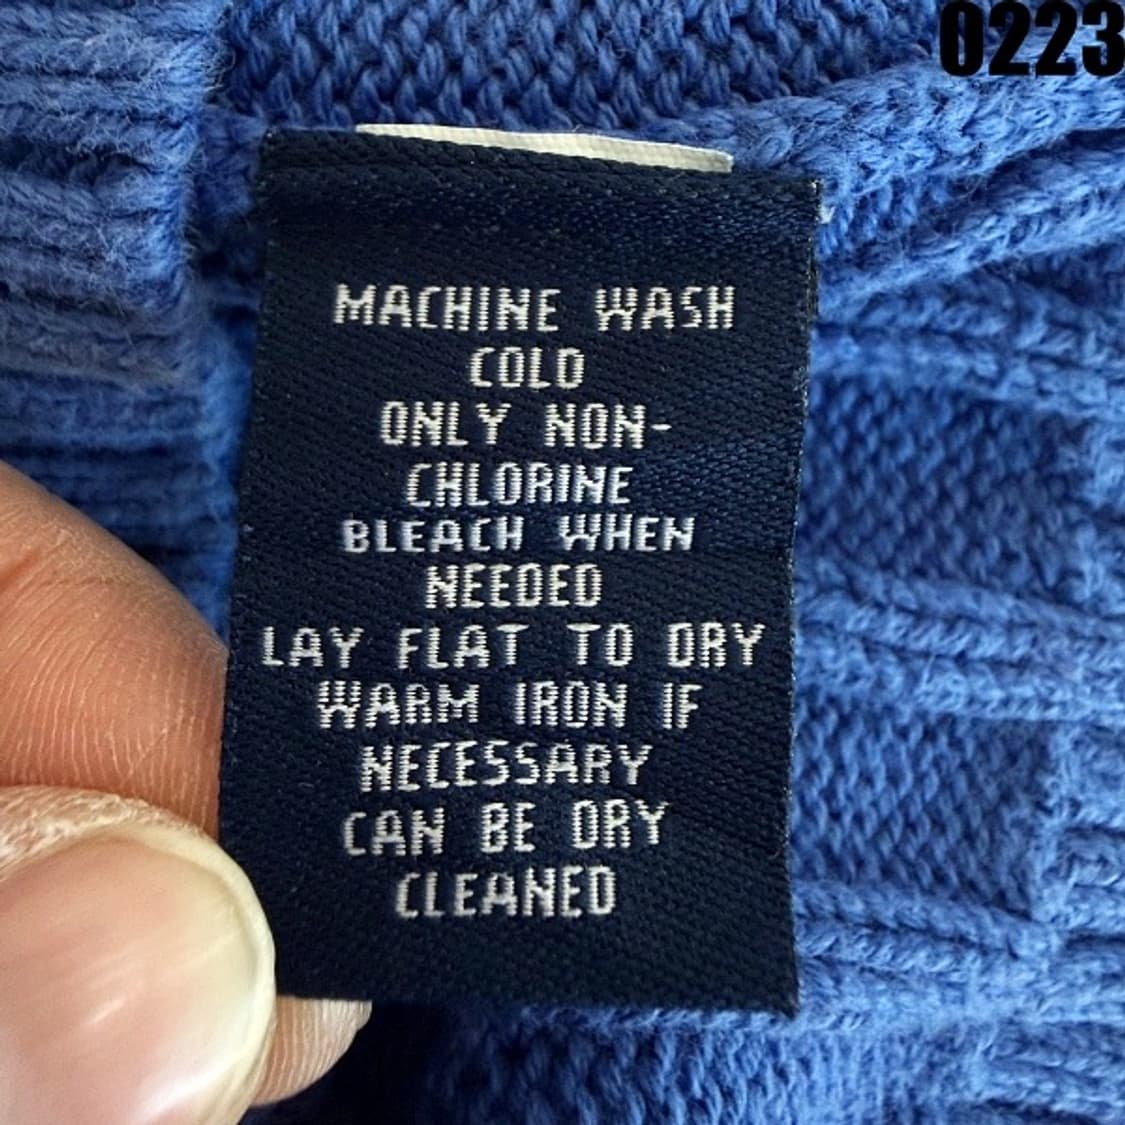 0223
MACHINE WASH
COLD
ONLY NON-
CHLORINE
BLEACH WHEN
NEEDED
LAY FLAT TO DRY
WARM IRON IF
NECESSARY
CAN BE DRY
CLEANED